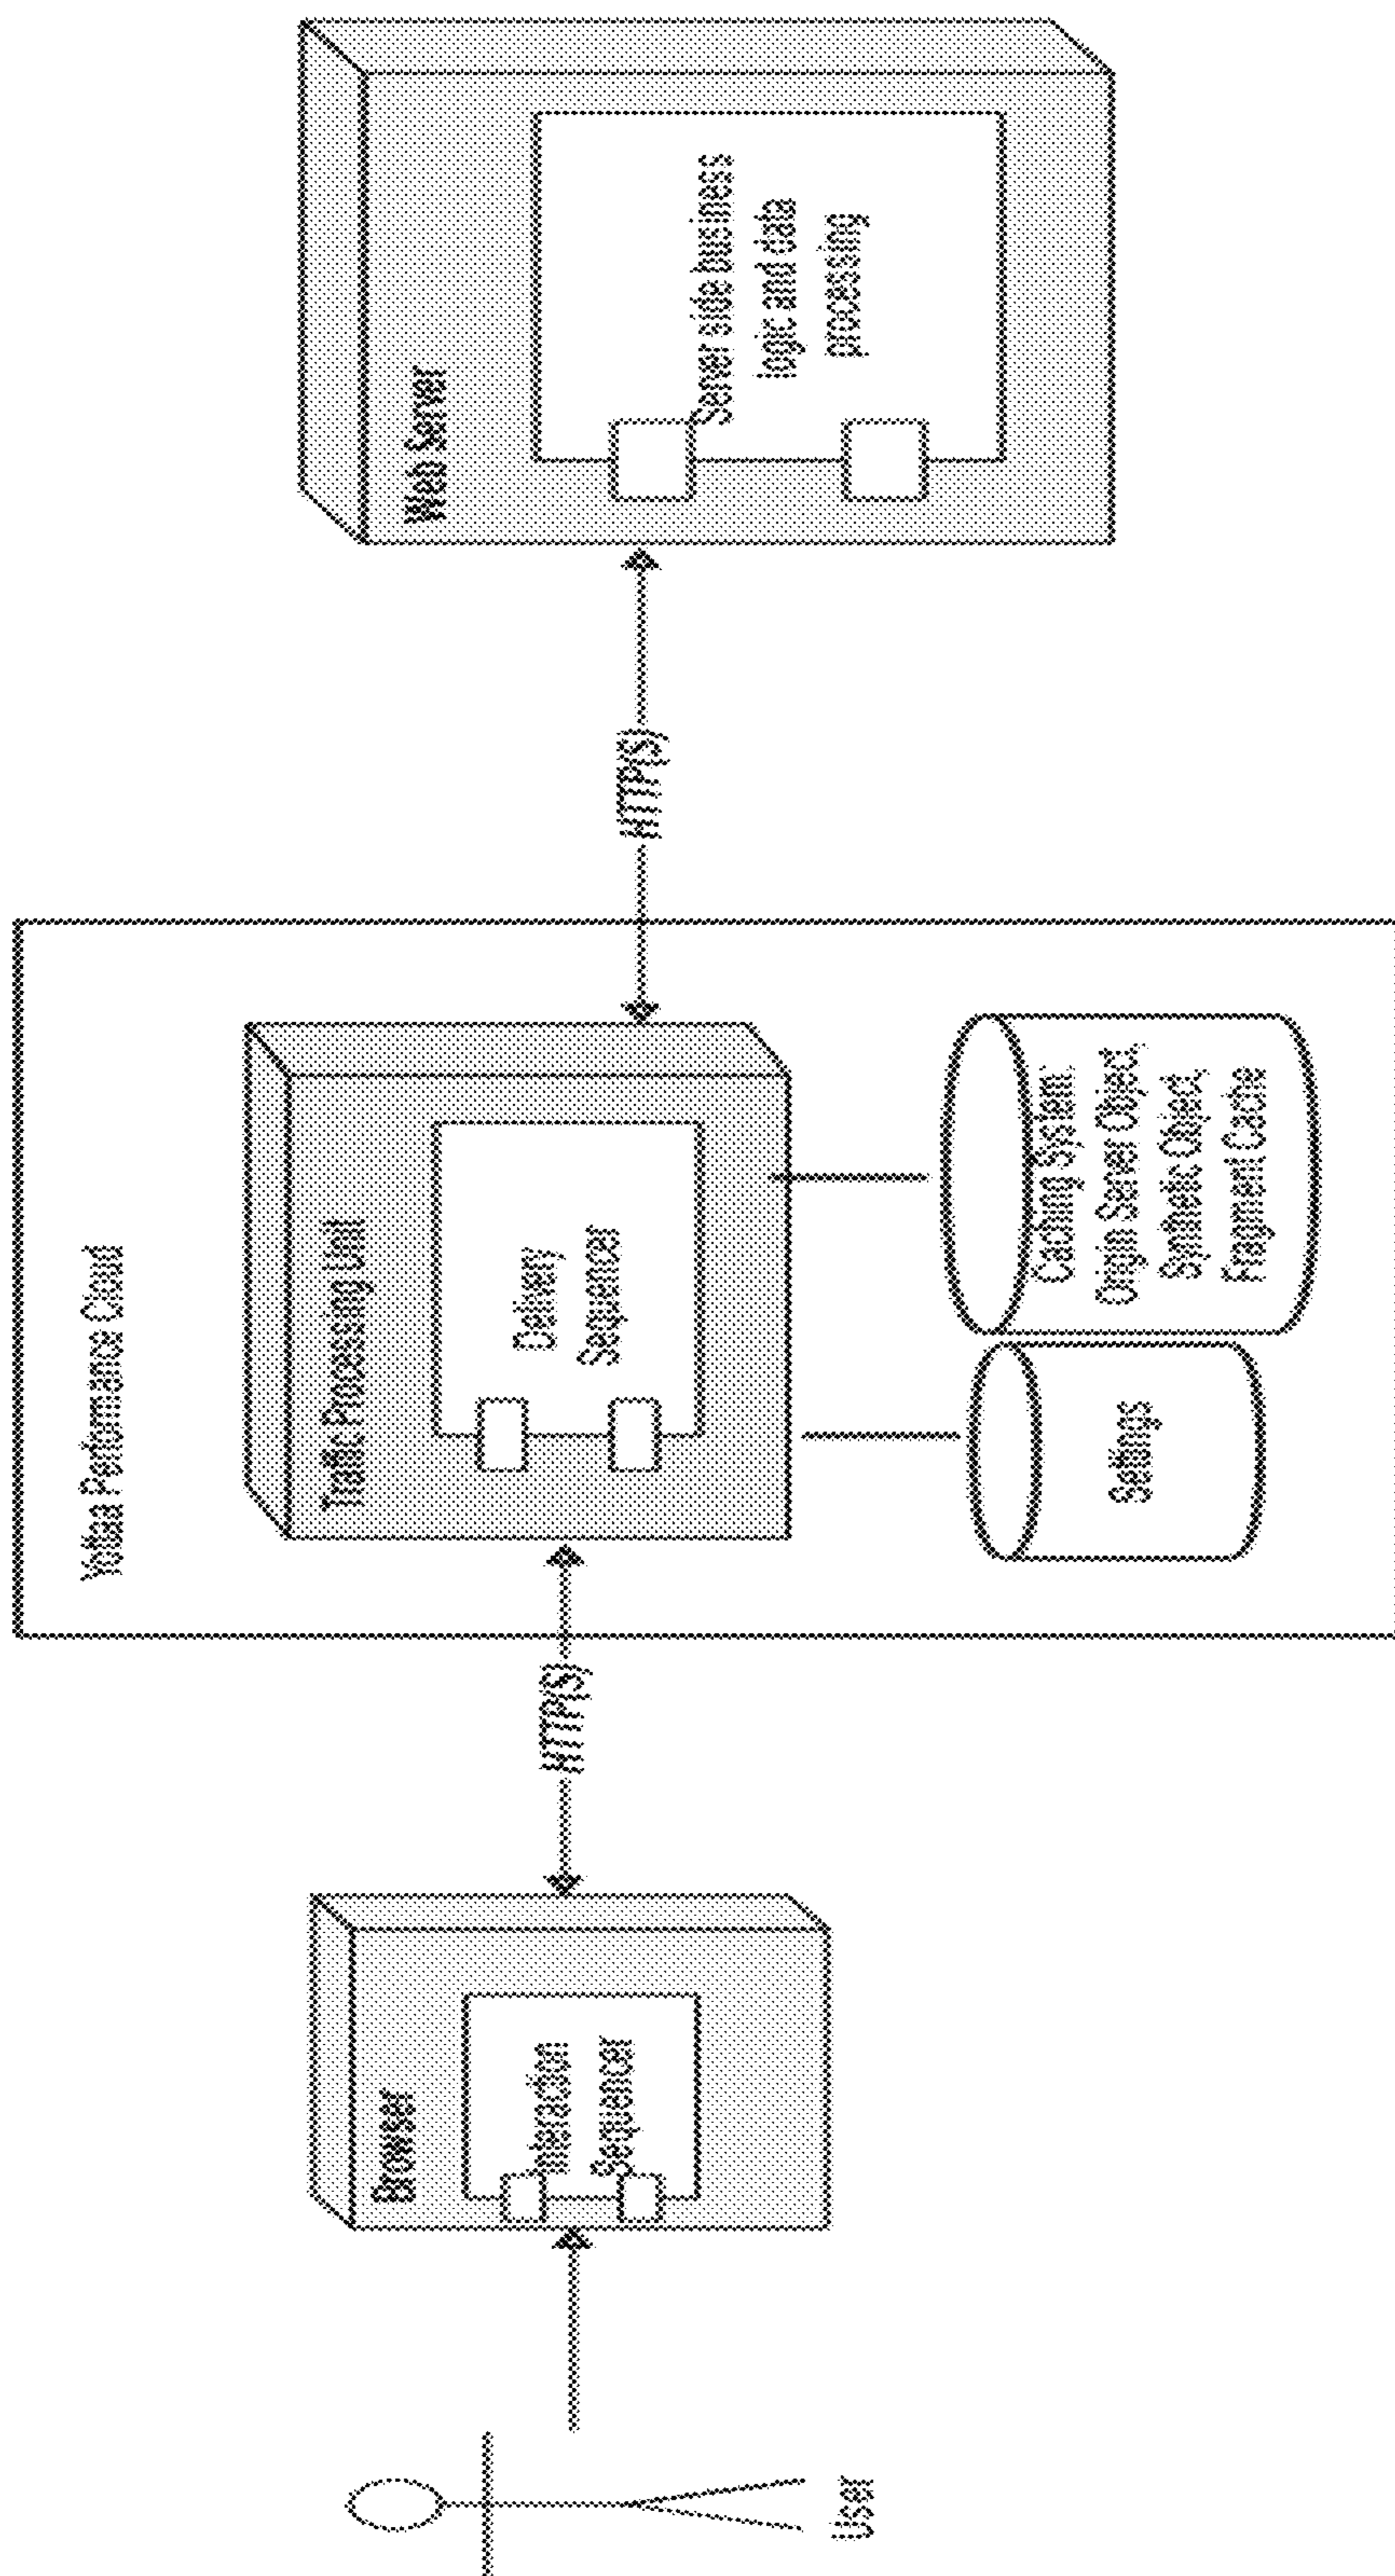 User
Browser
Interaction
Sequencer
HTTP(S)
Yottaa Performance Cloud
Traffic Processing Unit
Delivery
Sequencer
Settings
Caching System:
Origin Server Object,
Synthetic Object,
Fragment Cache
HTTP(S)
Web Server
Server side business
logic and data
processing